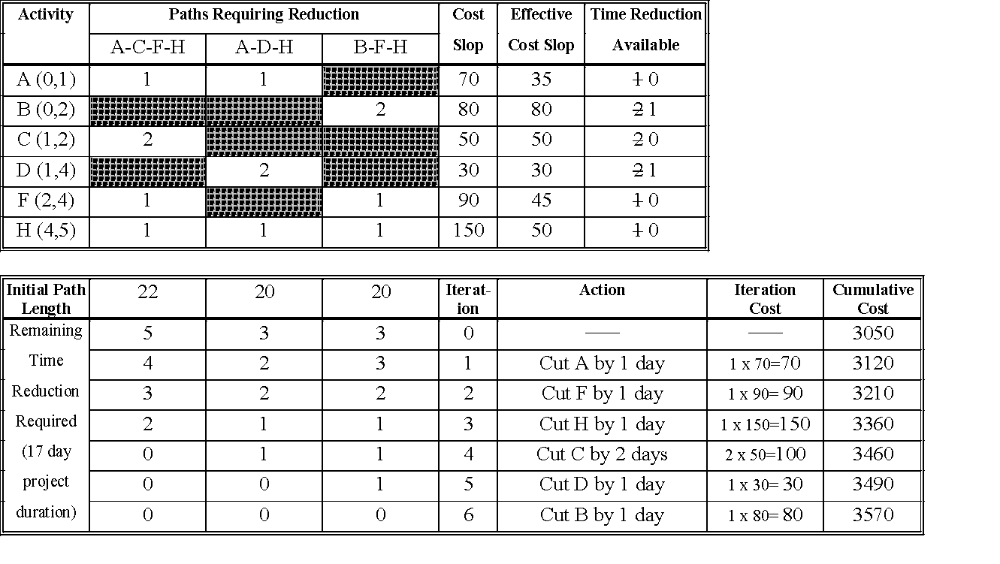 Activity Paths Requiring Reduction Cost Effective Time Reduction
A-C-F-H A-D-H B-F-H Slop Cost Slop Available
A (0,1) 1 1 70 35 1 0
B (0,2) 2 80 80 2 1
C (1,2) 2 50 50 2 0
D (1,4) 2 30 30 2 1
F (2,4) 1 1 90 45 1 0
H (4,5) 1 1 1 150 50 1 0
Initial Path 22 20 20 Iterat- Action Iteration Cumulative
Length ion Cost Cost
Remaining 5 3 3 0 —— —— 3050
Time 4 2 3 1 Cut A by 1 day 1 x 70=70 3120
Reduction 3 2 2 2 Cut F by 1 day 1 x 90= 90 3210
Required 2 1 1 3 Cut H by 1 day 1 x 150=150 3360
(17 day 0 1 1 4 Cut C by 2 days 2 x 50=100 3460
project 0 0 1 5 Cut D by 1 day 1 x 30= 30 3490
duration) 0 0 0 6 Cut B by 1 day 1 x 80= 80 3570